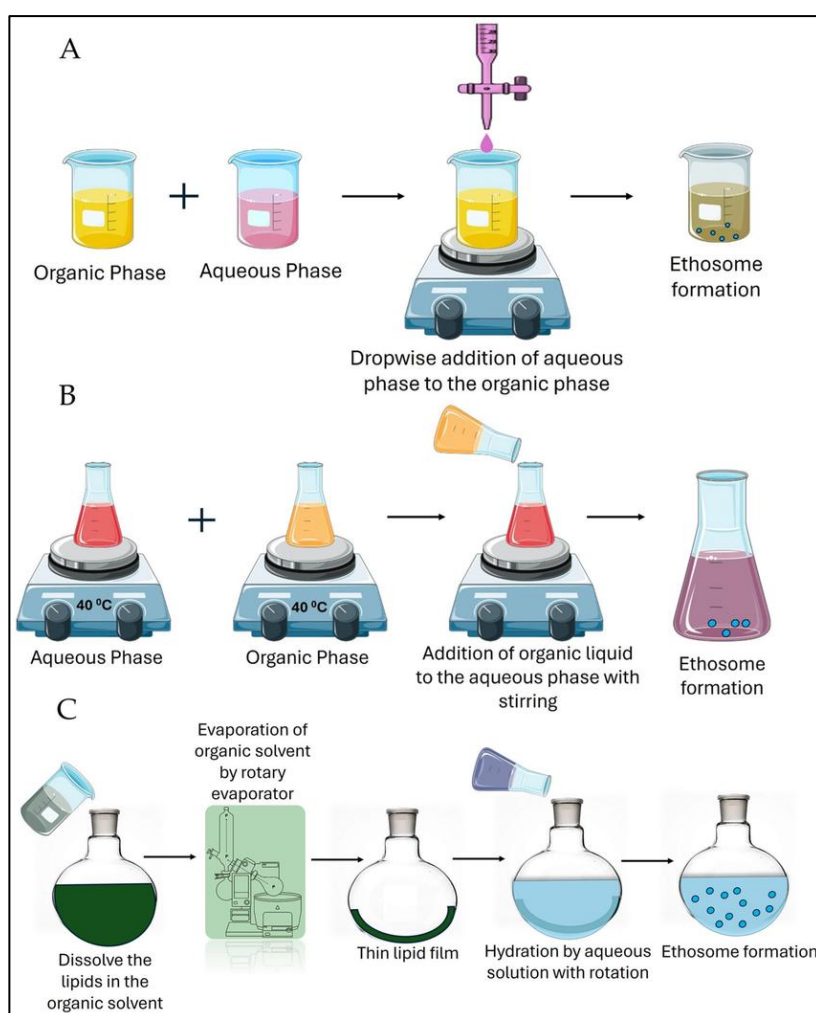 A
Organic Phase
Aqueous Phase
Dropwise addition of aqueous
phase to the organic phase
Ethosome
formation
B
40 ⁰C
Aqueous Phase
40 ⁰C
Organic Phase
Addition of organic liquid
to the aqueous phase with
stirring
Ethosome
formation
C
Dissolve the
lipids in the
organic solvent
Evaporation of
organic solvent
by rotary
evaporator
Thin lipid film
Hydration by aqueous
solution with rotation
Ethosome formation